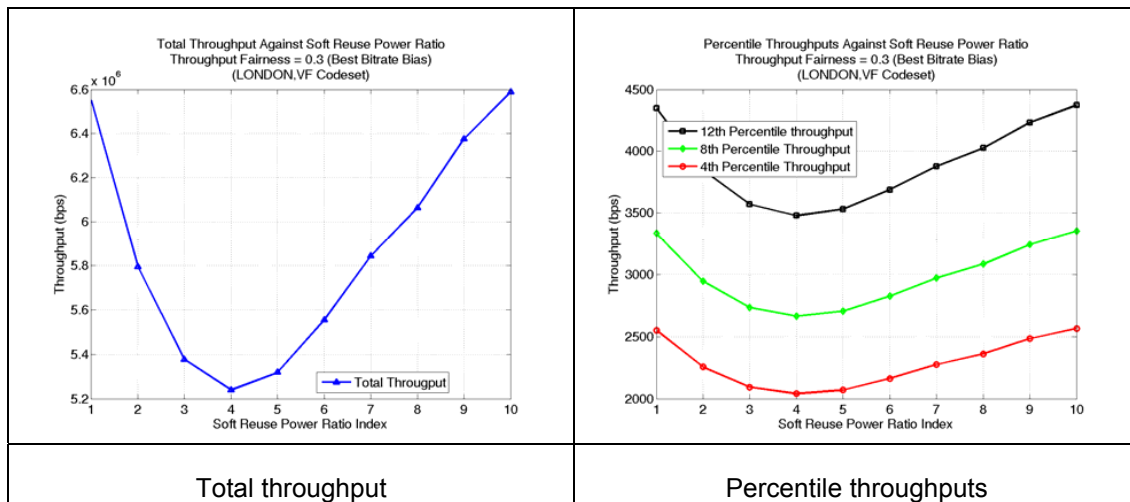 Total Throughput Against Soft Reuse Power Ratio
Throughput Fairness = 0.3 (Best Bitrate Bias)
(LONDON,VF Codeset)
x 10^6
6.6
6.4
6.2
6
5.8
5.6
5.4
5.2
Throughput (bps)
Total Througput
1 2 3 4 5 6 7 8 9 10
Soft Reuse Power Ratio Index
Percentile Throughputs Against Soft Reuse Power Ratio
Throughput Fairness = 0.3 (Best Bitrate Bias)
(LONDON,VF Codeset)
4500
4000
3500
3000
2500
2000
Throughput (bps)
12th Percentile throughput
8th Percentile Throughput
4th Percentile Throughput
1 2 3 4 5 6 7 8 9 10
Soft Reuse Power Ratio Index
Total throughput
Percentile throughputs